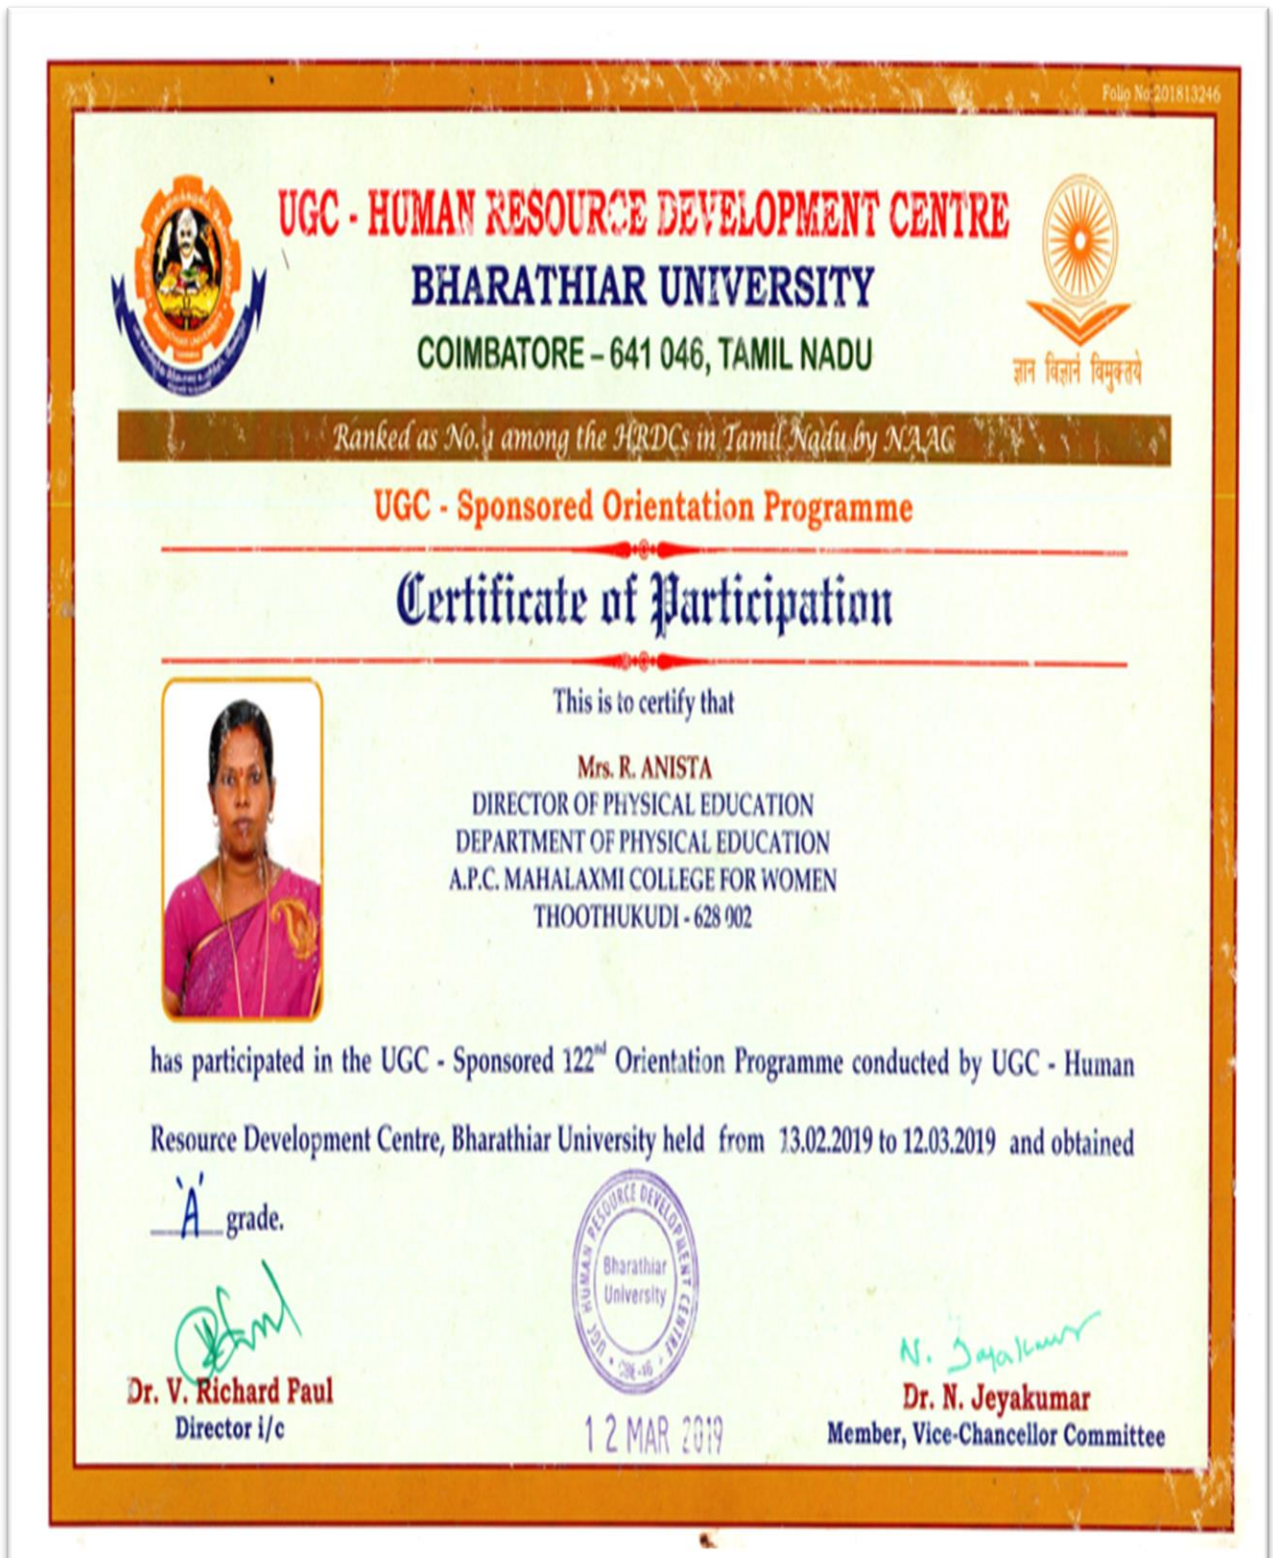 Folio No:201813246
UGC - HUMAN RESOURCE DEVELOPMENT CENTRE
BHARATHIAR UNIVERSITY
COIMBATORE – 641 046, TAMIL NADU
ज्ञान विज्ञानं विमुक्तये
Ranked as No.1 among the HRDCs in Tamil Nadu by NAAC
UGC - Sponsored Orientation Programme
Certificate of Participation
This is to certify that
Mrs. R. ANISTA
DIRECTOR OF PHYSICAL EDUCATION
DEPARTMENT OF PHYSICAL EDUCATION
A.P.C. MAHALAXMI COLLEGE FOR WOMEN
THOOTHUKUDI - 628 002
has participated in the UGC - Sponsored 122nd Orientation Programme conducted by UGC - Human
Resource Development Centre, Bharathiar University held from 13.02.2019 to 12.03.2019 and obtained
'A' grade.
UGC HUMAN RESOURCE DEVELOPMENT CENTRE
Bharathiar
University
CBE-46
12 MAR 2019
N. Jayakumar
Dr. V. Richard Paul
Director i/c
Dr. N. Jeyakumar
Member, Vice-Chancellor Committee